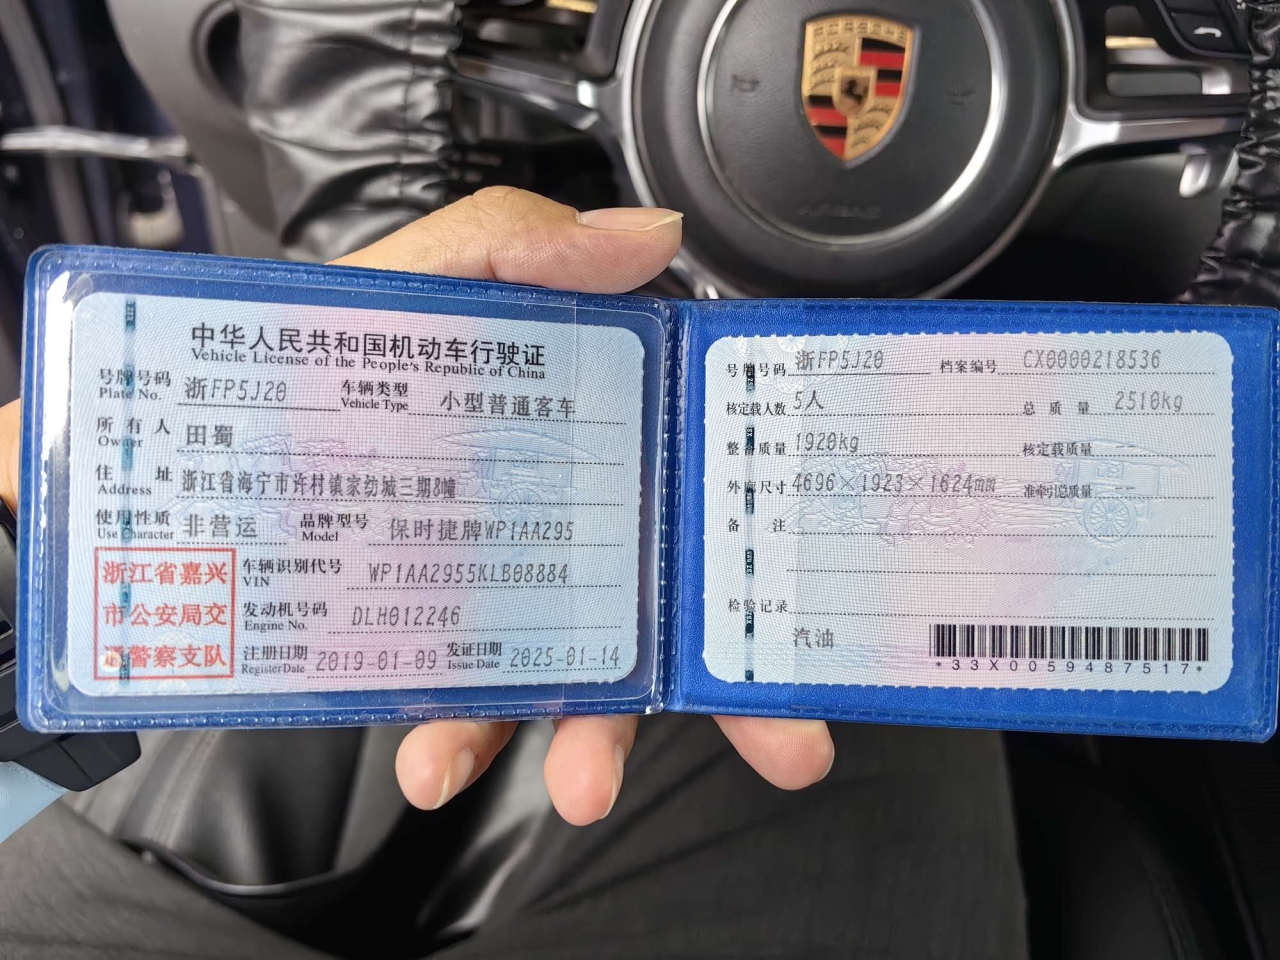 中华人民共和国机动车行驶证
Vehicle License of the People's Republic of China
号牌号码 浙FP5J20 车辆类型 小型普通客车
Plate No. Vehicle Type
所有人 田蜀
Owner
住址 浙江省海宁市许村镇家纺城三期8幢
Address
使用性质 非营运 品牌型号 保时捷牌WP1AA295
Use Character Model
浙江省嘉兴
市公安局交
通警察支队
车辆识别代号 WP1AA2955KLB08884
VIN
发动机号码 DLH012246
Engine No.
注册日期 2019-01-09 发证日期 2025-01-14
Register Date Issue Date
号牌号码 浙FP5J20 档案编号 CX0000218536
核定载人数 5人 总质量 2510kg
整备质量 1920kg 核定载质量
外廓尺寸 4696×1923×1624mm 准牵引总质量 --
备注
检验记录
汽油
*33X0059487517*